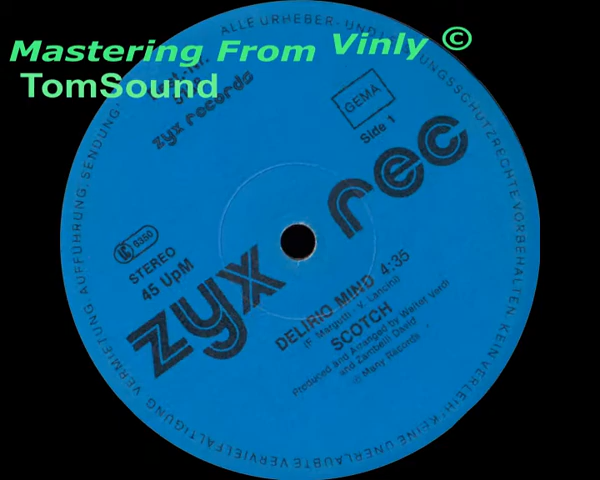 Mastering From Vinly ©
TomSound
zyx records
GEMA
Side 1
zyx rec
STEREO
45 UpM
DELIRIO MIND 4:35
(F. Margutti - V. Lancini)
SCOTCH
Produced and Arranged by Walter Verdi
and Zambelli David
℗ Many Records
ALLE URHEBER- UND LEISTUNGSSCHUTZRECHTE VORBEHALTEN. KEIN VERLEIH! KEINE UNERLAUBTE VERVIELFÄLTIGUNG, VERMIETUNG, AUFFÜHRUNG, SENDUNG!